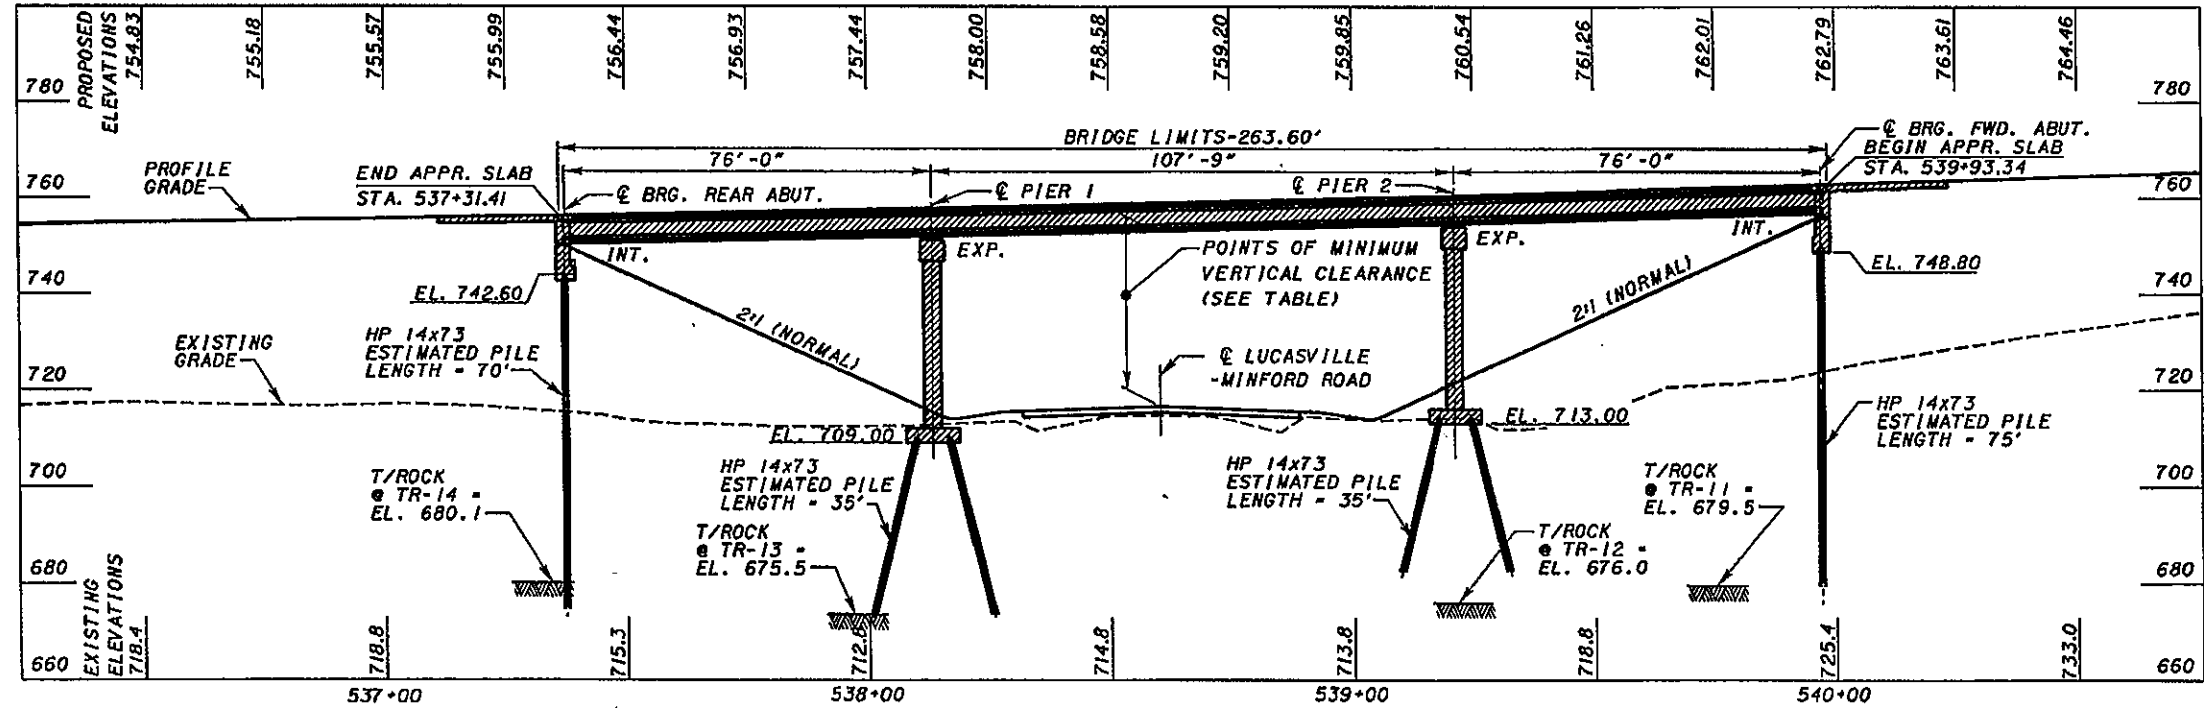 PROPOSED
ELEVATIONS
754.83
755.18
755.57
755.99
756.44
756.93
757.44
758.00
758.58
759.20
759.85
760.54
761.26
762.01
762.79
763.61
764.46
780
780
BRIDGE LIMITS-263.60'
76'-0"
107'-9"
76'-0"
℄ BRG. FWD. ABUT.
BEGIN APPR. SLAB
STA. 539+93.34
PROFILE
GRADE
END APPR. SLAB
STA. 537+31.41
℄ BRG. REAR ABUT.
℄ PIER 1
℄ PIER 2
760
760
INT.
EXP.
POINTS OF MINIMUM
VERTICAL CLEARANCE
(SEE TABLE)
EXP.
INT.
740
EL. 742.60
2:1 (NORMAL)
2:1 (NORMAL)
EL. 748.80
740
EXISTING
GRADE
HP 14x73
ESTIMATED PILE
LENGTH = 70'
℄ LUCASVILLE
-MINFORD ROAD
720
720
EL. 709.00
EL. 713.00
HP 14x73
ESTIMATED PILE
LENGTH = 75'
700
700
T/ROCK
@ TR-14 =
EL. 680.1
HP 14x73
ESTIMATED PILE
LENGTH = 35'
T/ROCK
@ TR-13 =
EL. 675.5
HP 14x73
ESTIMATED PILE
LENGTH = 35'
T/ROCK
@ TR-12 =
EL. 676.0
T/ROCK
@ TR-11 =
EL. 679.5
680
680
EXISTING
ELEVATIONS
718.4
718.8
715.3
712.8
714.8
713.8
718.8
725.4
733.0
660
660
537+00
538+00
539+00
540+00